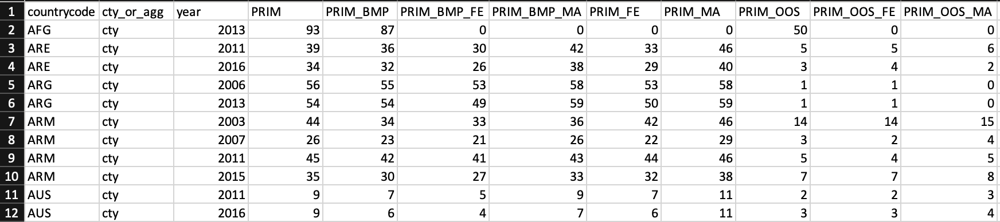 1 countrycode cty_or_agg year PRIM PRIM_BMP PRIM_BMP_FE PRIM_BMP_MA PRIM_FE PRIM_MA PRIM_OOS PRIM_OOS_FE PRIM_OOS_MA
2 AFG cty 2013 93 87 0 0 0 0 50 0 0
3 ARE cty 2011 39 36 30 42 33 46 5 5 6
4 ARE cty 2016 34 32 26 38 29 40 3 4 2
5 ARG cty 2006 56 55 53 58 53 58 1 1 0
6 ARG cty 2013 54 54 49 59 50 59 1 1 0
7 ARM cty 2003 44 34 33 36 42 46 14 14 15
8 ARM cty 2007 26 23 21 26 22 29 3 2 4
9 ARM cty 2011 45 42 41 43 44 46 5 4 5
10 ARM cty 2015 35 30 27 33 32 38 7 7 8
11 AUS cty 2011 9 7 5 9 7 11 2 2 3
12 AUS cty 2016 9 6 4 7 6 11 3 3 4